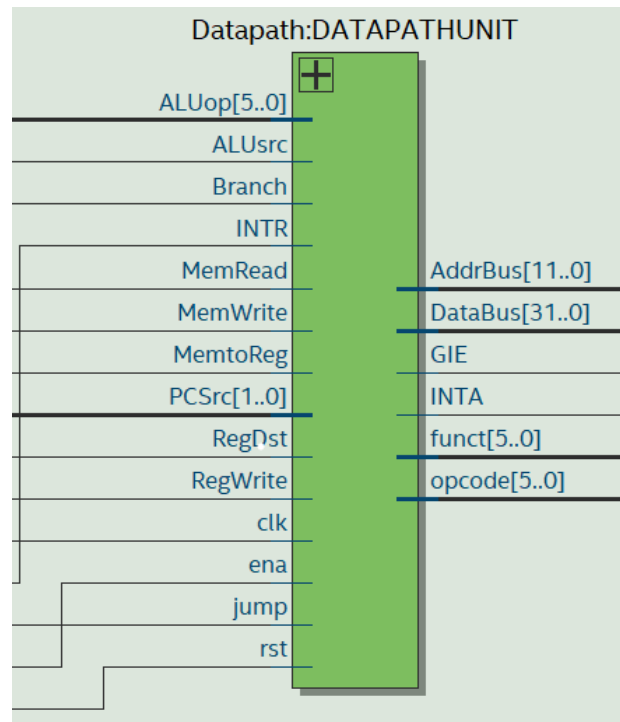 Datapath:DATAPATHUNIT
ALUop[5..0]
ALUsrc
Branch
INTR
MemRead
MemWrite
MemtoReg
PCSrc[1..0]
RegDst
RegWrite
clk
ena
jump
rst
AddrBus[11..0]
DataBus[31..0]
GIE
INTA
funct[5..0]
opcode[5..0]